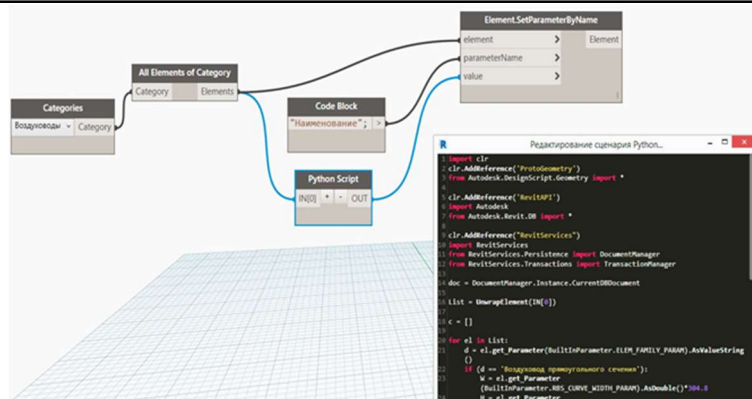 Element.SetParameterByName
element > Element
parameterName >
value >
All Elements of Category
Category Elements
Categories
Воздуховоды Category
Code Block
"Наименование"; >
Python Script
IN[0] + - OUT
Редактирование сценария Python...
1 import clr
2 clr.AddReference('ProtoGeometry')
3 from Autodesk.DesignScript.Geometry import *
4
5 clr.AddReference('RevitAPI')
6 import Autodesk
7 from Autodesk.Revit.DB import *
8
9 clr.AddReference("RevitServices")
10 import RevitServices
11 from RevitServices.Persistence import DocumentManager
12 from RevitServices.Transactions import TransactionManager
13
14 doc = DocumentManager.Instance.CurrentDBDocument
15
16 List = UnwrapElement(IN[0])
17
18 c = []
19
20 for el in List:
21 d = el.get_Parameter(BuiltInParameter.ELEM_FAMILY_PARAM).AsValueString
()
22 if (d == 'Воздуховод прямоугольного сечения'):
23 W = el.get_Parameter
(BuiltInParameter.RBS_CURVE_WIDTH_PARAM).AsDouble()*304.8
24 H = el.get_Parameter